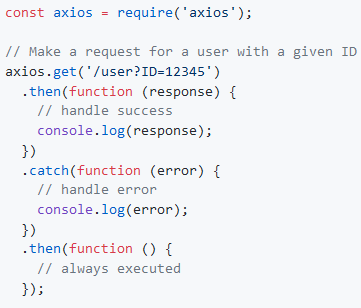 const axios = require('axios');

// Make a request for a user with a given ID
axios.get('/user?ID=12345')
  .then(function (response) {
    // handle success
    console.log(response);
  })
  .catch(function (error) {
    // handle error
    console.log(error);
  })
  .then(function () {
    // always executed
  });